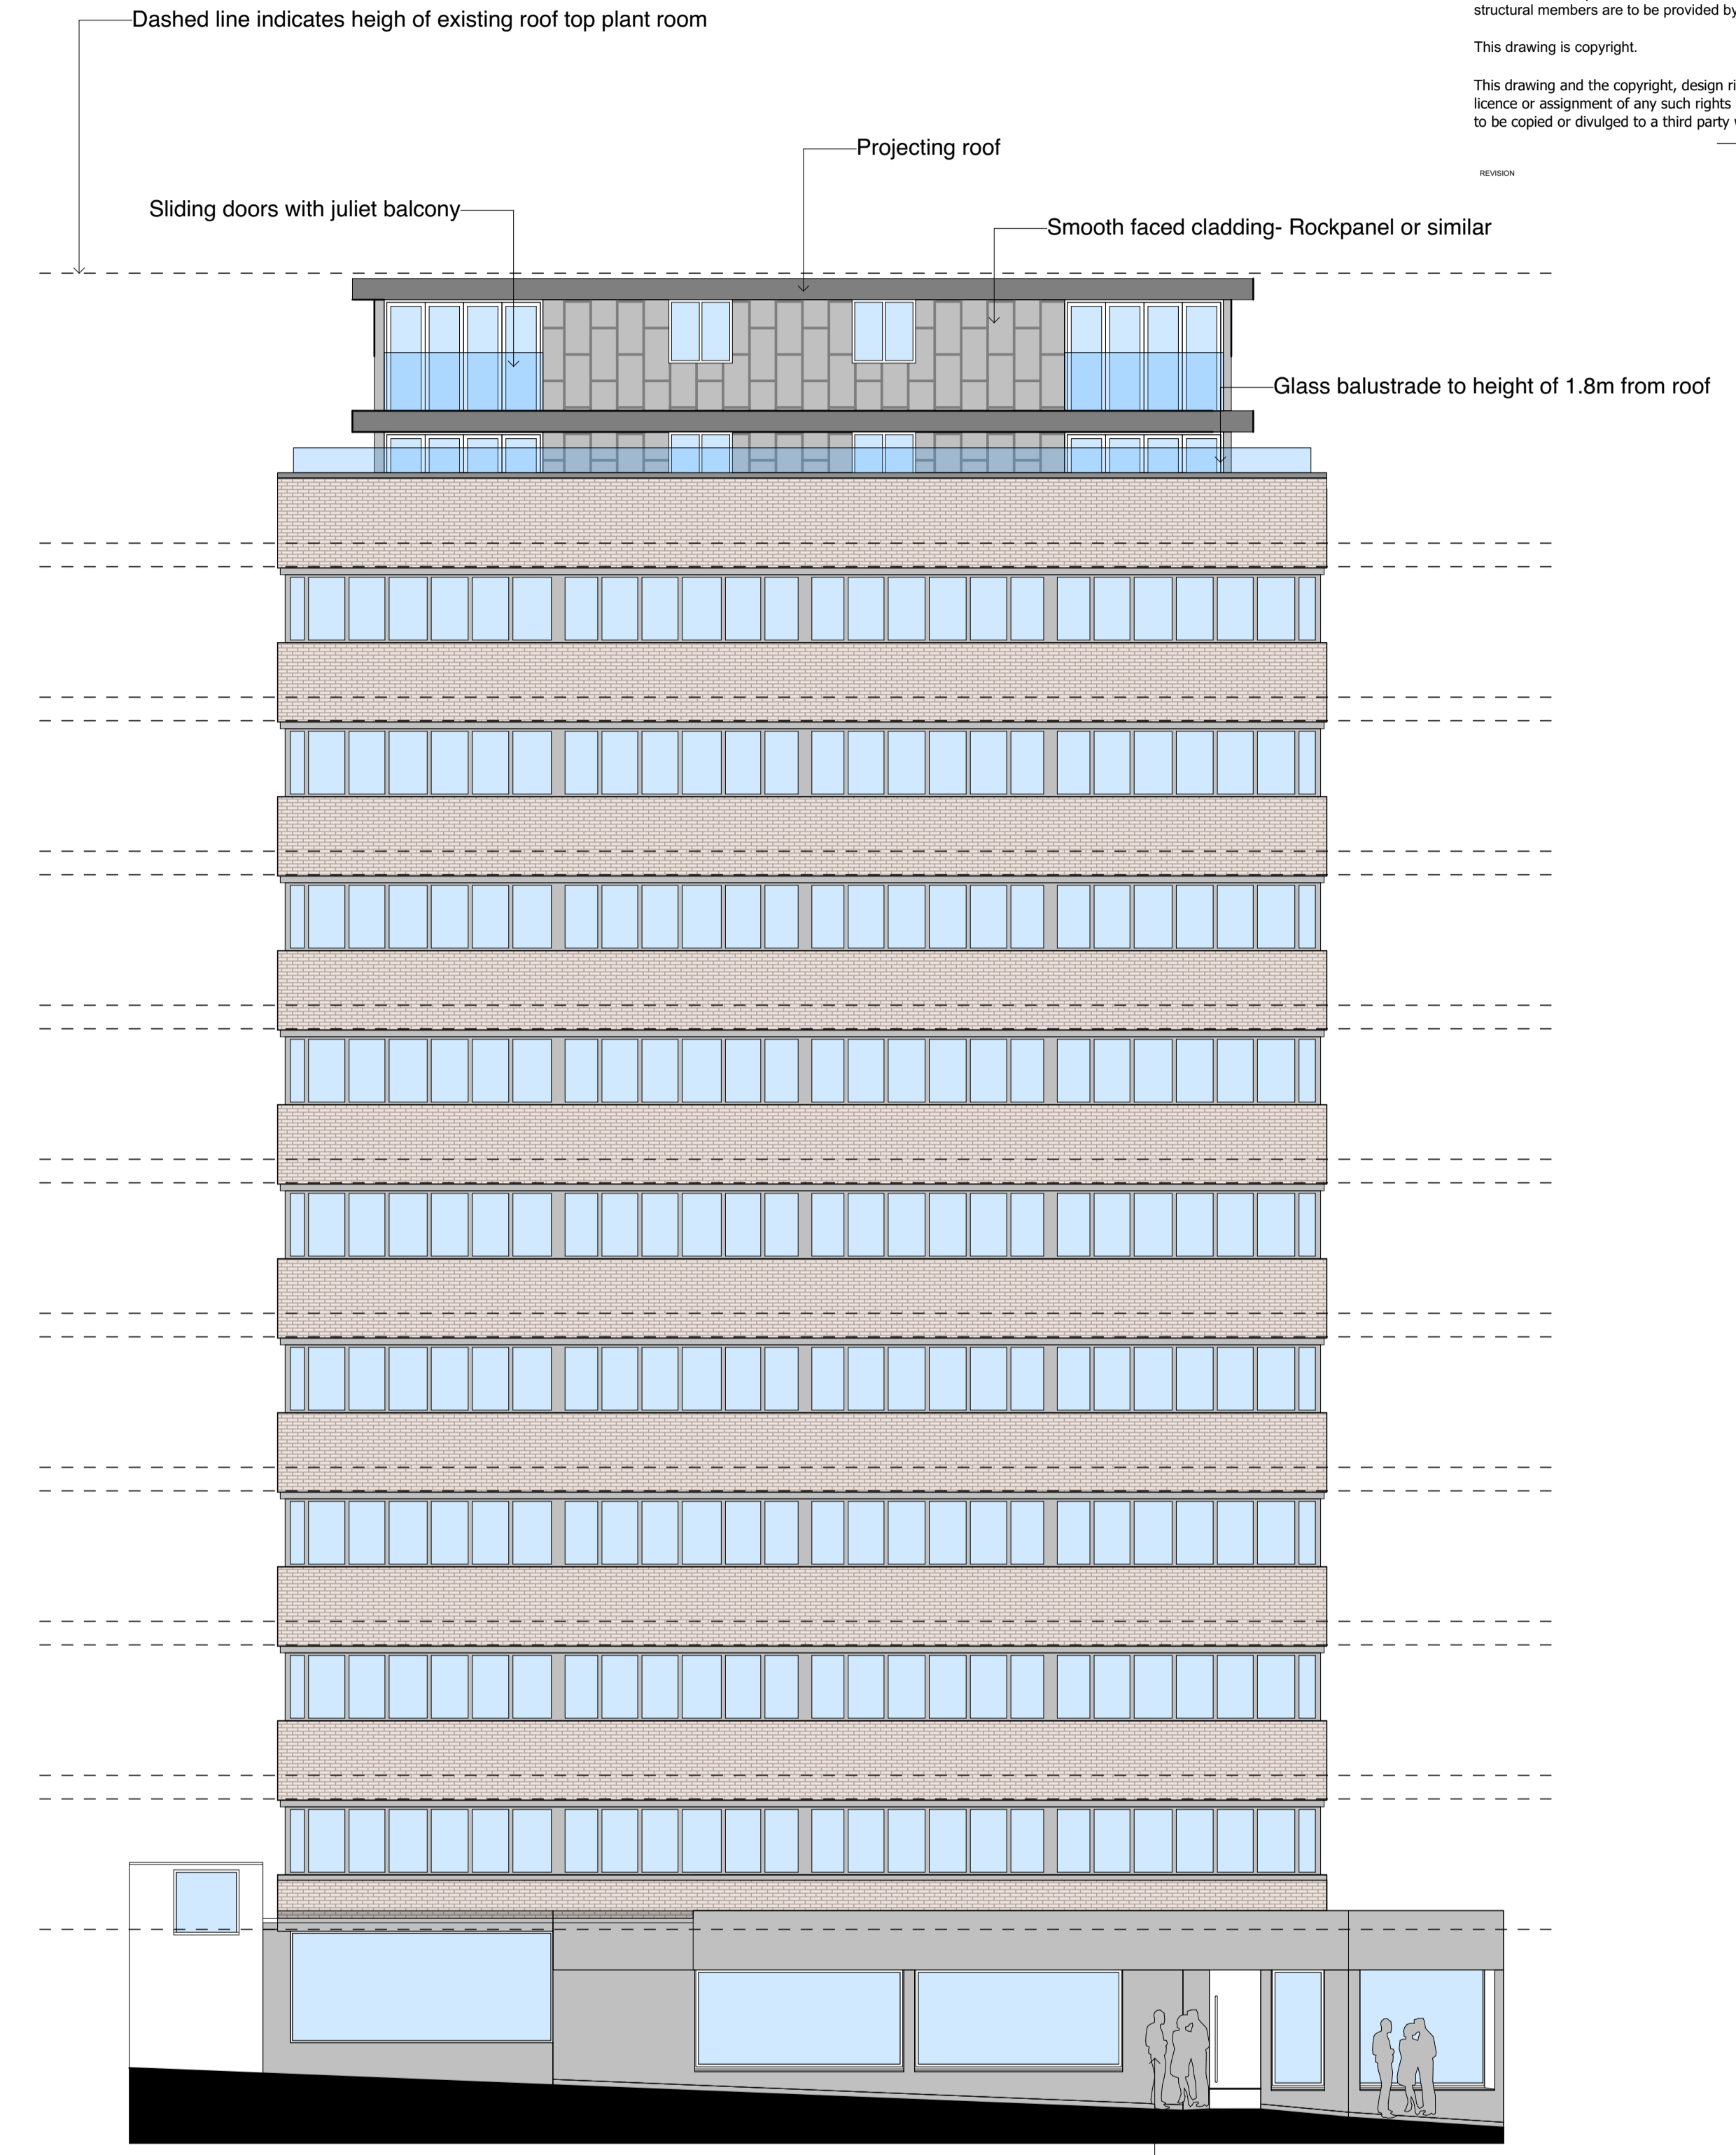 Dashed line indicates heigh of existing roof top plant room
structural members are to be provided by
This drawing is copyright.
This drawing and the copyright, design ri
licence or assignment of any such rights
to be copied or divulged to a third party
REVISION
Projecting roof
Sliding doors with juliet balcony
Smooth faced cladding- Rockpanel or similar
Glass balustrade to height of 1.8m from roof